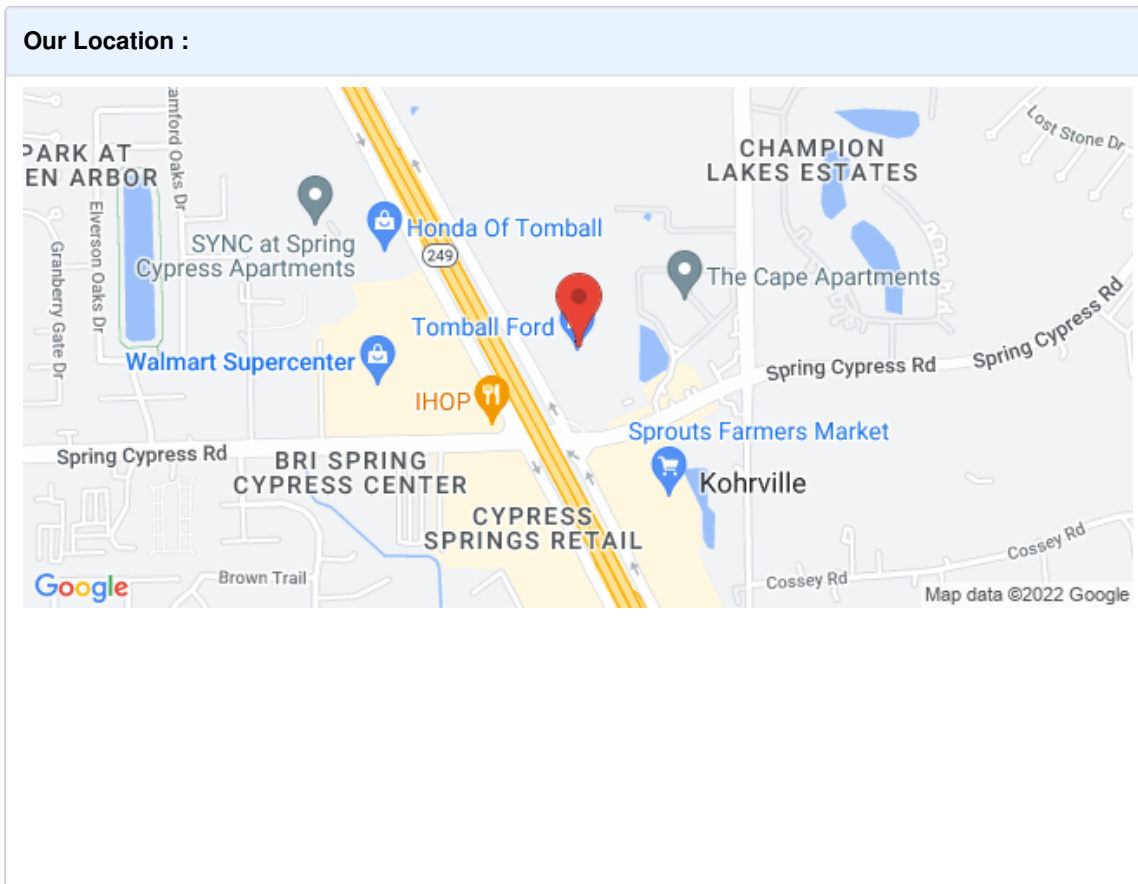 Our Location :
PARK AT
EN ARBOR
amford Oaks Dr
Elverson Oaks Dr
Granberry Gate Dr
SYNC at Spring
Cypress Apartments
Honda Of Tomball
249
CHAMPION
LAKES ESTATES
Lost Stone Dr
The Cape Apartments
Tomball Ford
Walmart Supercenter
IHOP
Spring Cypress Rd
Spring Cypress Rd
Spring Cypress Rd
BRI SPRING
CYPRESS CENTER
Sprouts Farmers Market
Kohrville
CYPRESS
SPRINGS RETAIL
Cossey Rd
Cossey Rd
Brown Trail
Google
Map data ©2022 Google